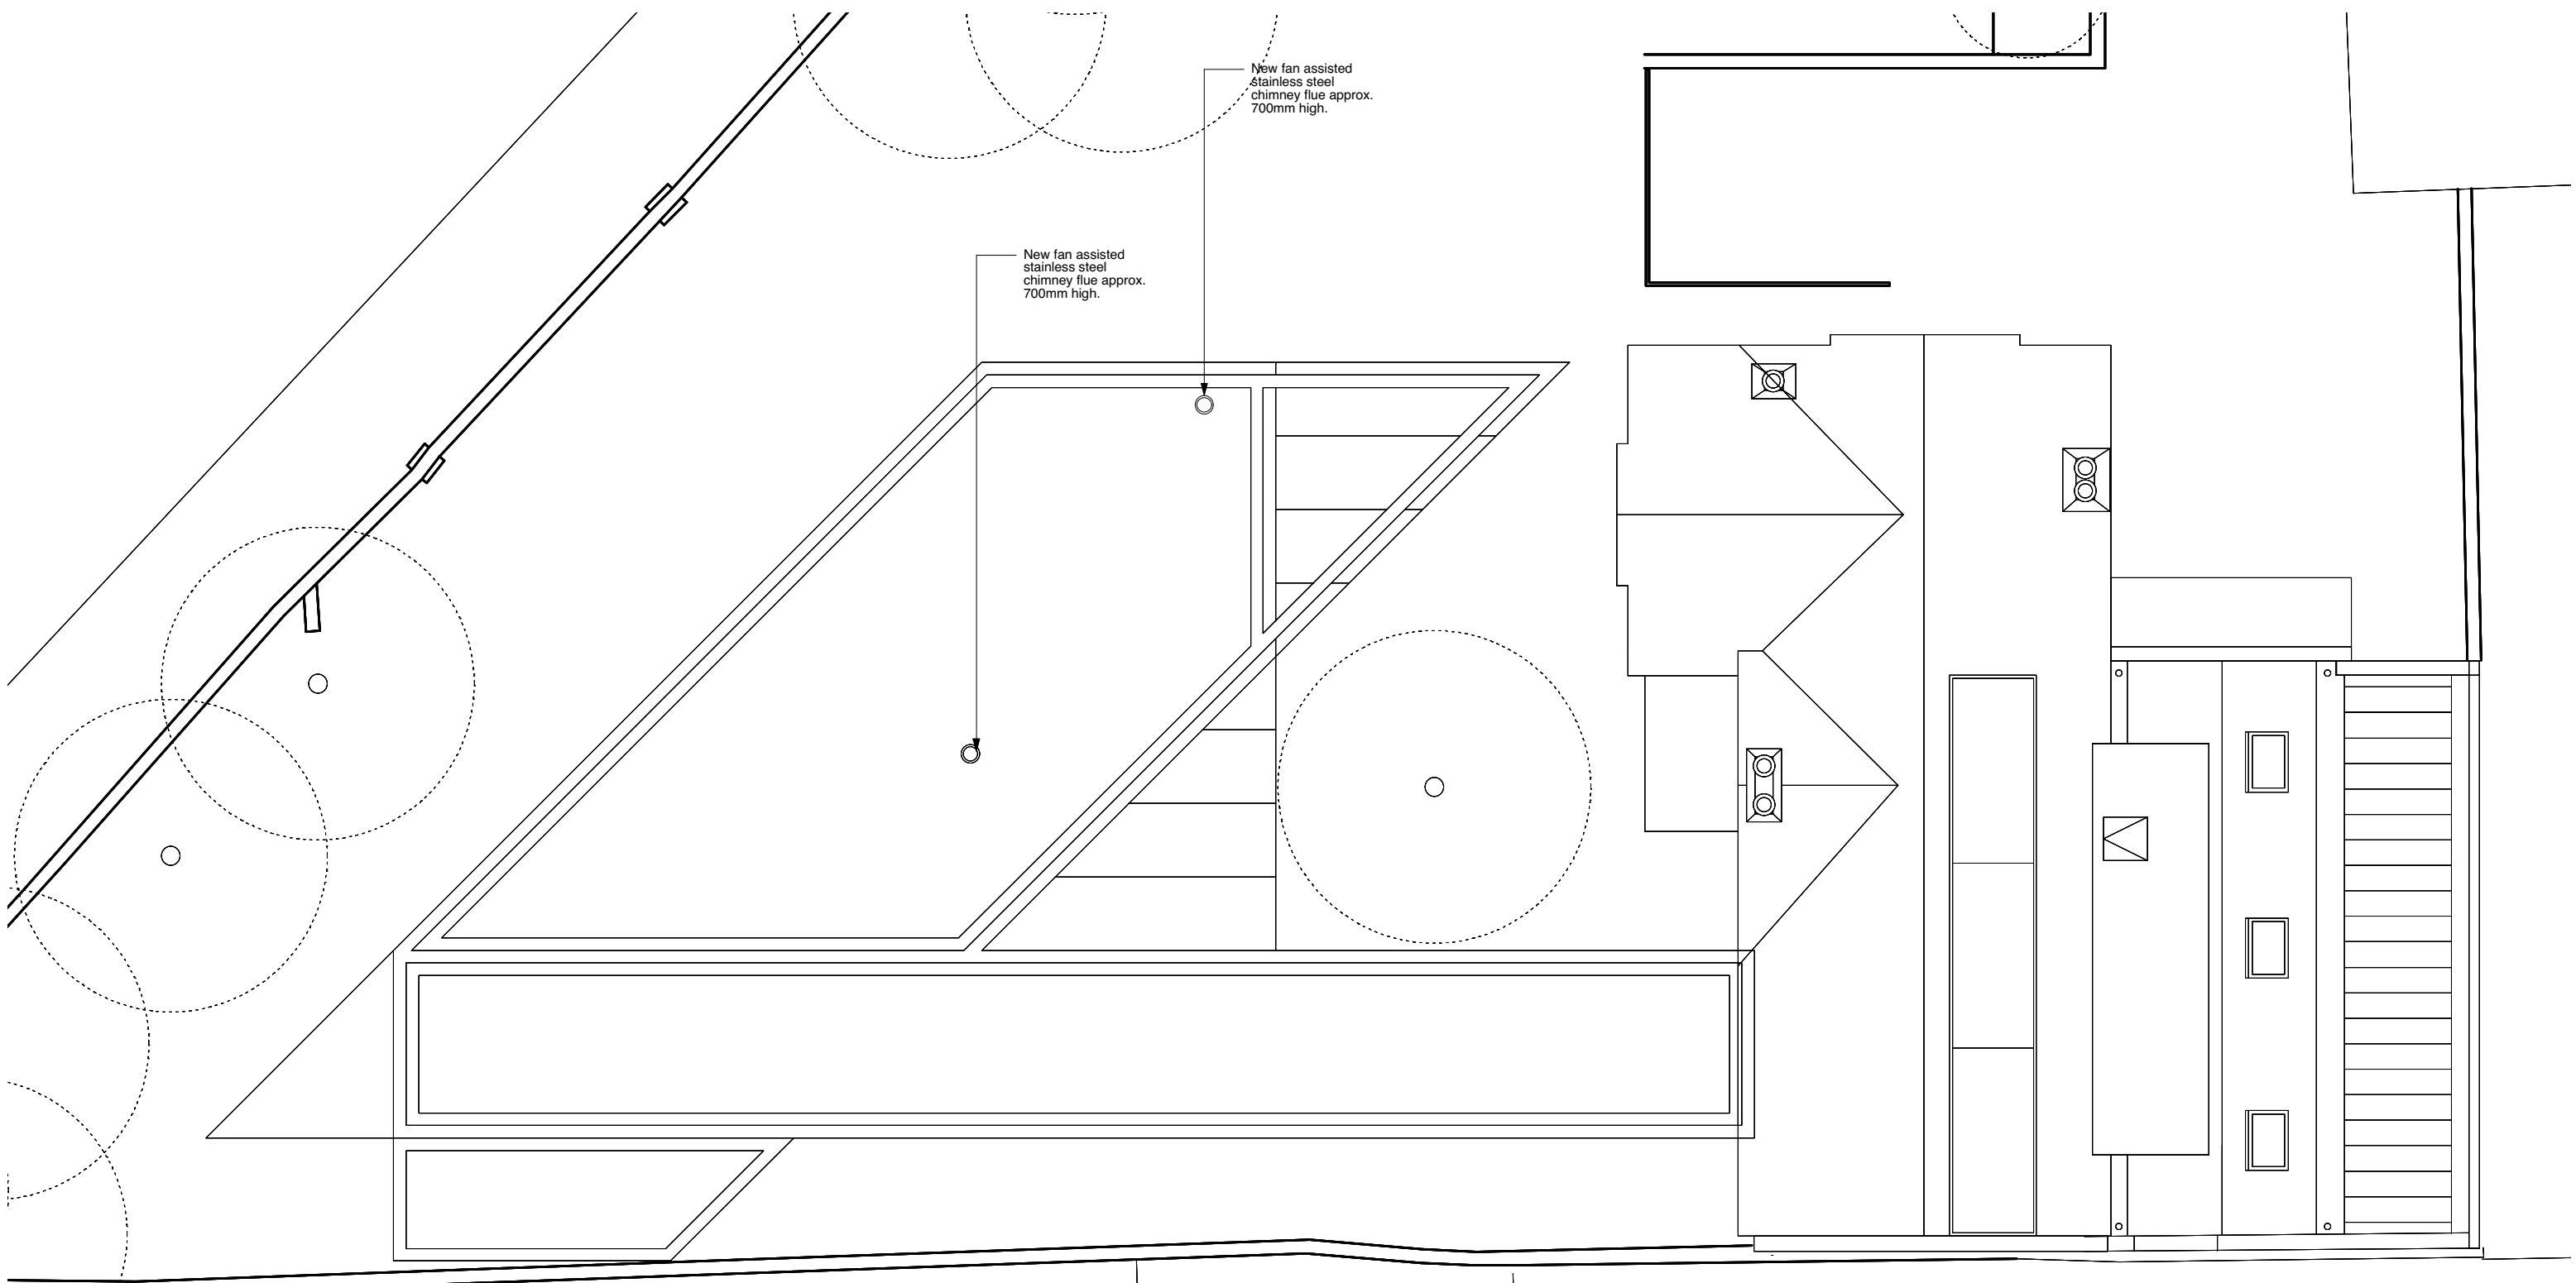 New fan assisted
stainless steel
chimney flue approx.
700mm high.
New fan assisted
stainless steel
chimney flue approx.
700mm high.